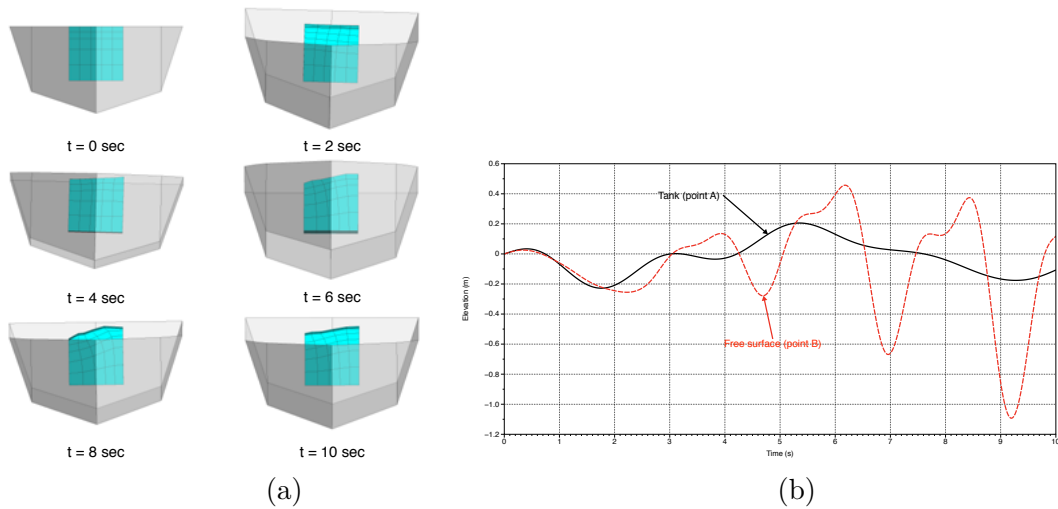 t = 0 sec
t = 2 sec
t = 4 sec
t = 6 sec
t = 8 sec
t = 10 sec
(a)
0.6
0.4
0.2
0
−0.2
−0.4
−0.6
−0.8
−1.0
−1.2
Elevation (m)
Tank (point A)
Free surface (point B)
0 1 2 3 4 5 6 7 8 9 10
Time (s)
(b)